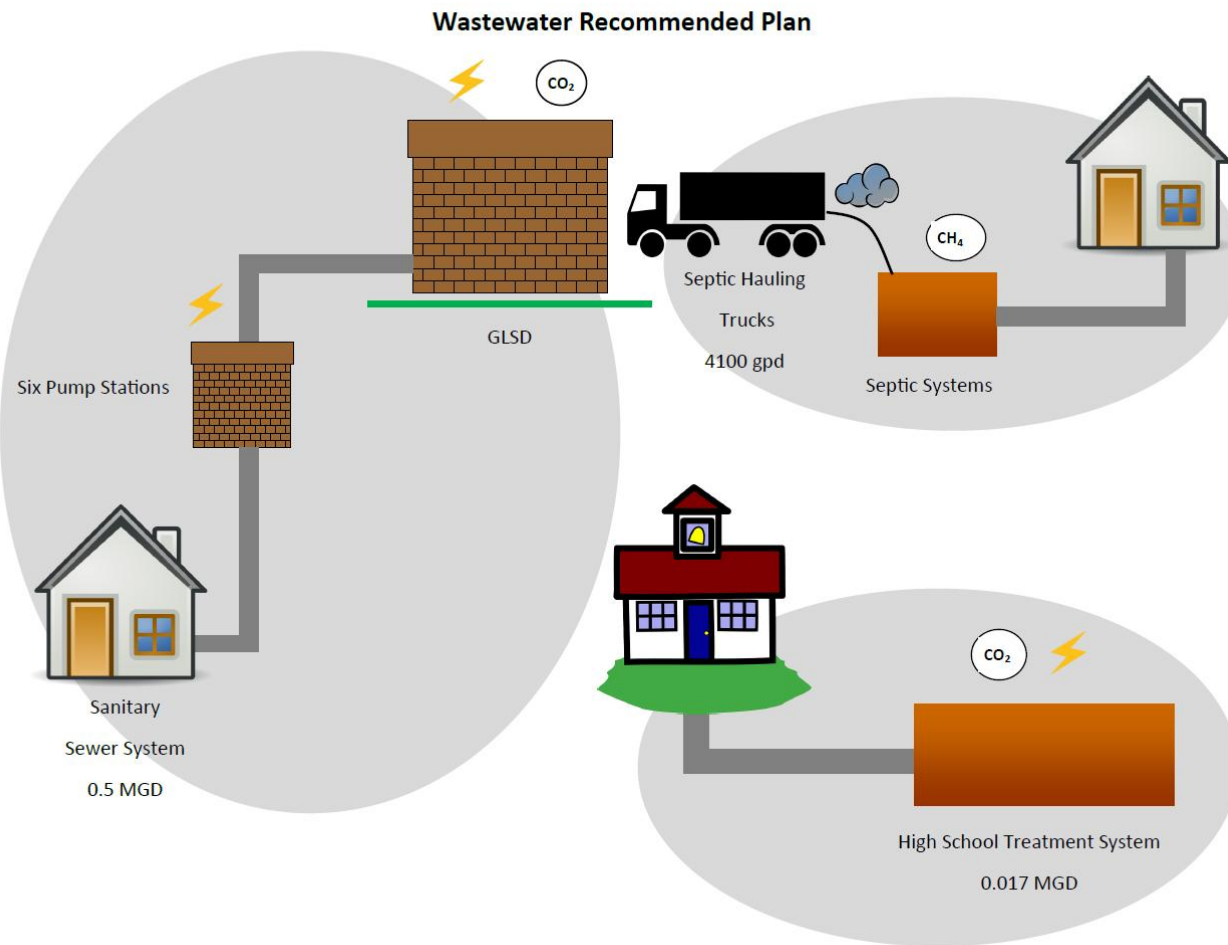 Wastewater Recommended Plan
CO₂
GLSD
Six Pump Stations
Sanitary
Sewer System
0.5 MGD
CH₄
Septic Hauling
Trucks
4100 gpd
Septic Systems
CO₂
High School Treatment System
0.017 MGD